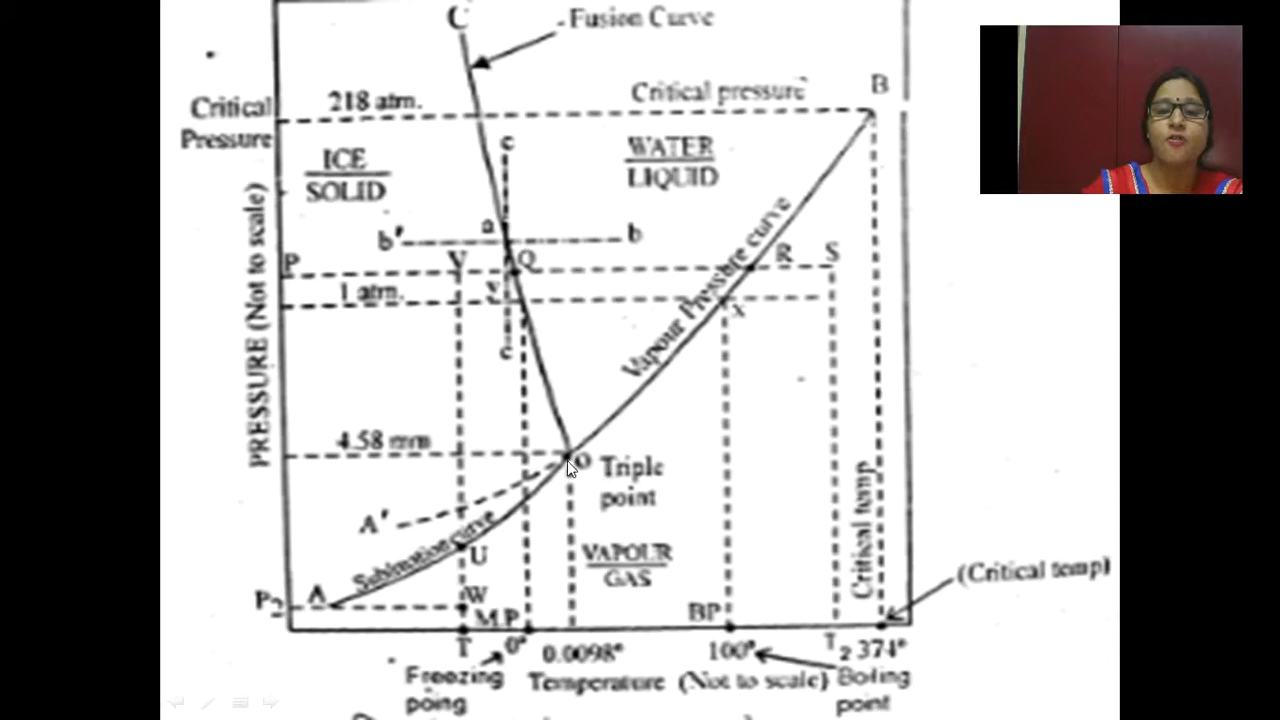 C
Fusion Curve
B
218 atm.
Critical pressure
Critical
Pressure
c
ICE
SOLID
WATER
LIQUID
a
b'
b
P
V
Q
R
S
1 atm.
x
c
PRESSURE (Not to scale)
Vapour Pressure curve
4.58 mm
O
Triple
point
A'
Sublimation curve
U
VAPOUR
GAS
Critical temp
(Critical temp)
P2
A
W
M.P
BP
T
0°
0.0098°
100°
T2
374°
Freezing
poing
Temperature (Not to scale)
Boiling
point